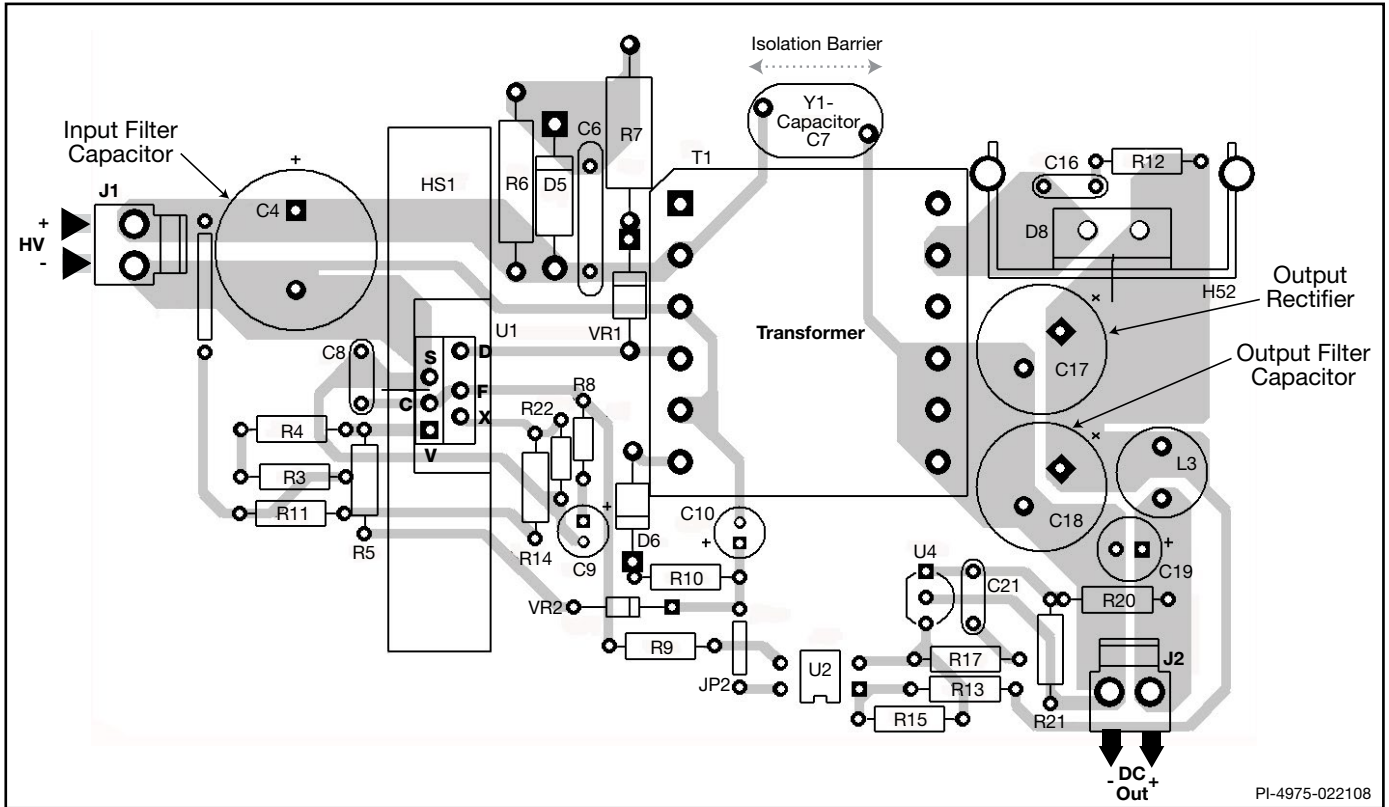 Isolation Barrier
Y1-
Capacitor
C7
Input Filter
Capacitor
+
C4
J1
+
HV
-
HS1
R6
D5
C6
R7
T1
C16
R12
D8
H52
Output
Rectifier
Transformer
VR1
U1
S
D
C
F
X
V
C8
C17
Output Filter
Capacitor
R4
R3
R11
R5
R22
R8
R14
+
C9
D6
C10
+
C18
L3
+
C19
U4
C21
R20
R10
VR2
R9
JP2
U2
R17
R13
R15
R21
J2
- DC +
Out
PI-4975-022108